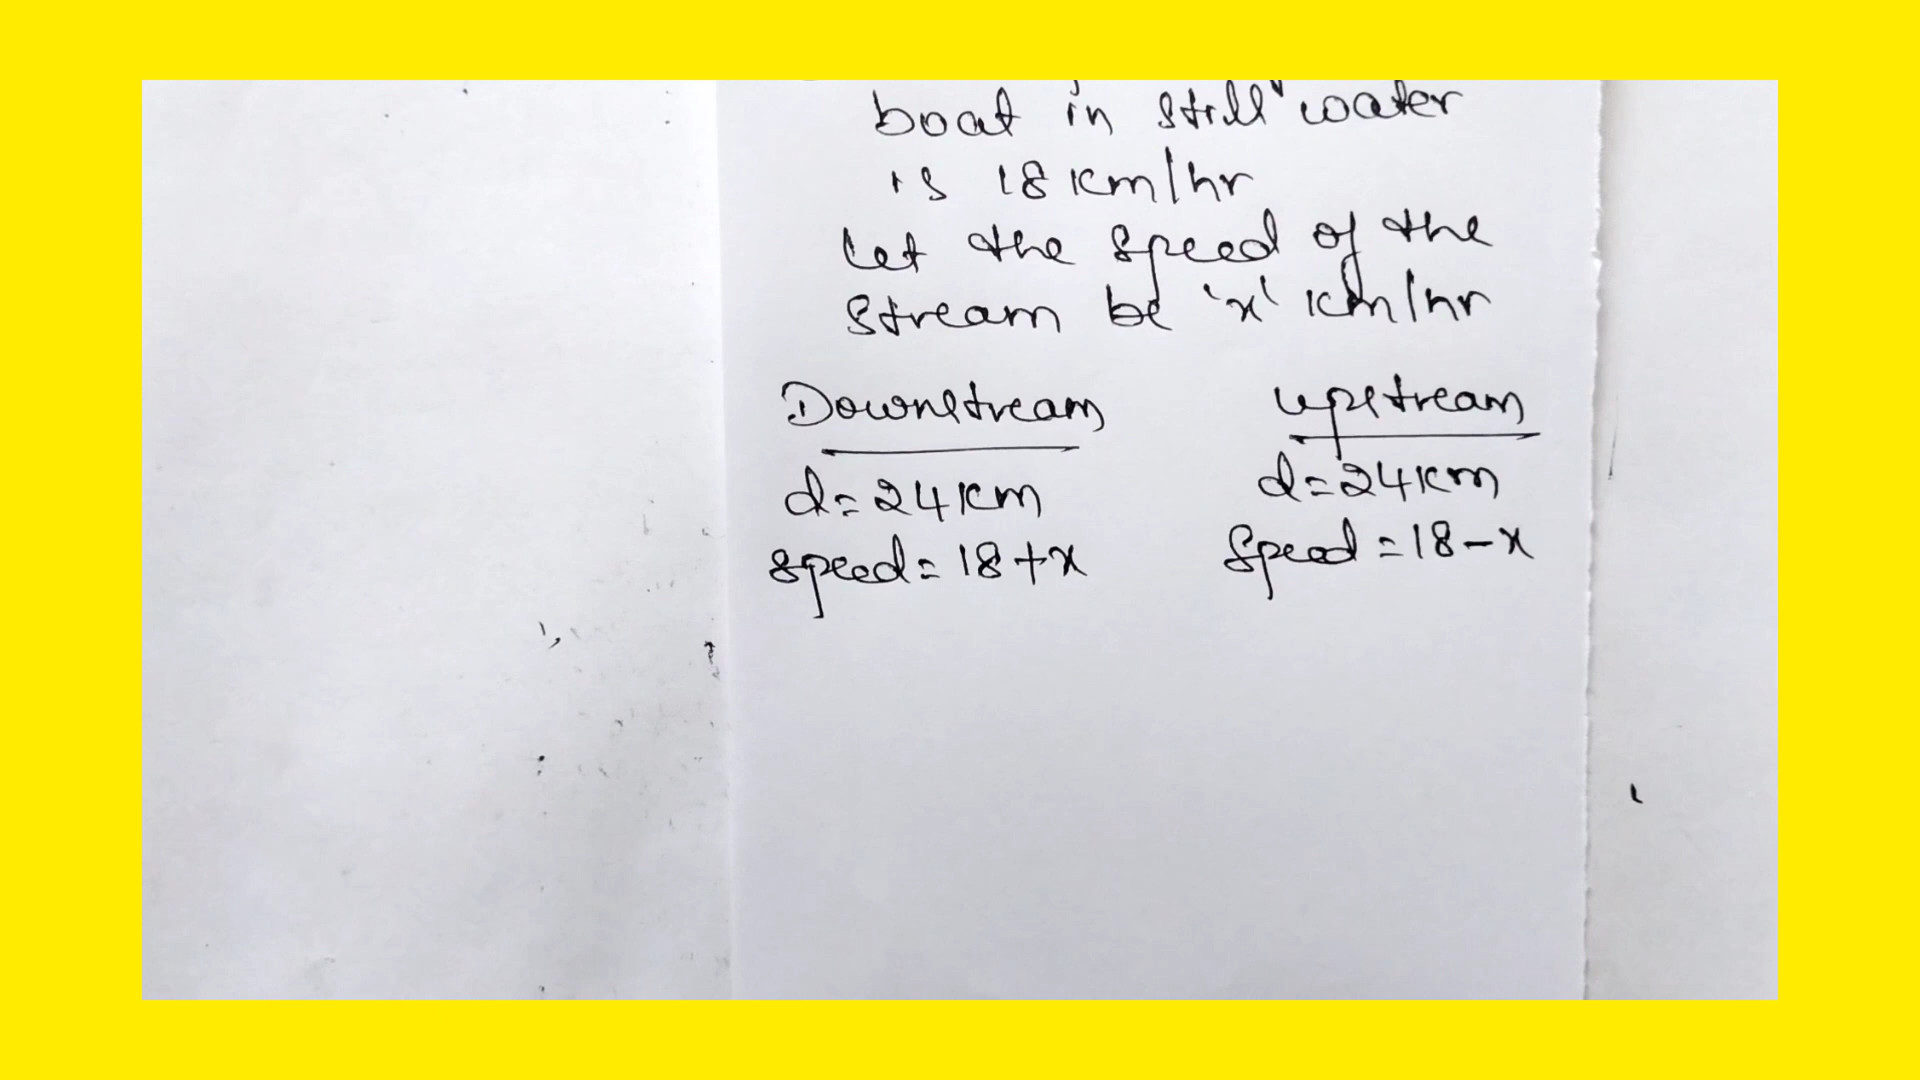 boat in still water
is 18 km/hr
Let the speed of the
stream be 'x' km/hr
Downstream upstream
d=24km d=24km
speed=18+x Speed=18-x